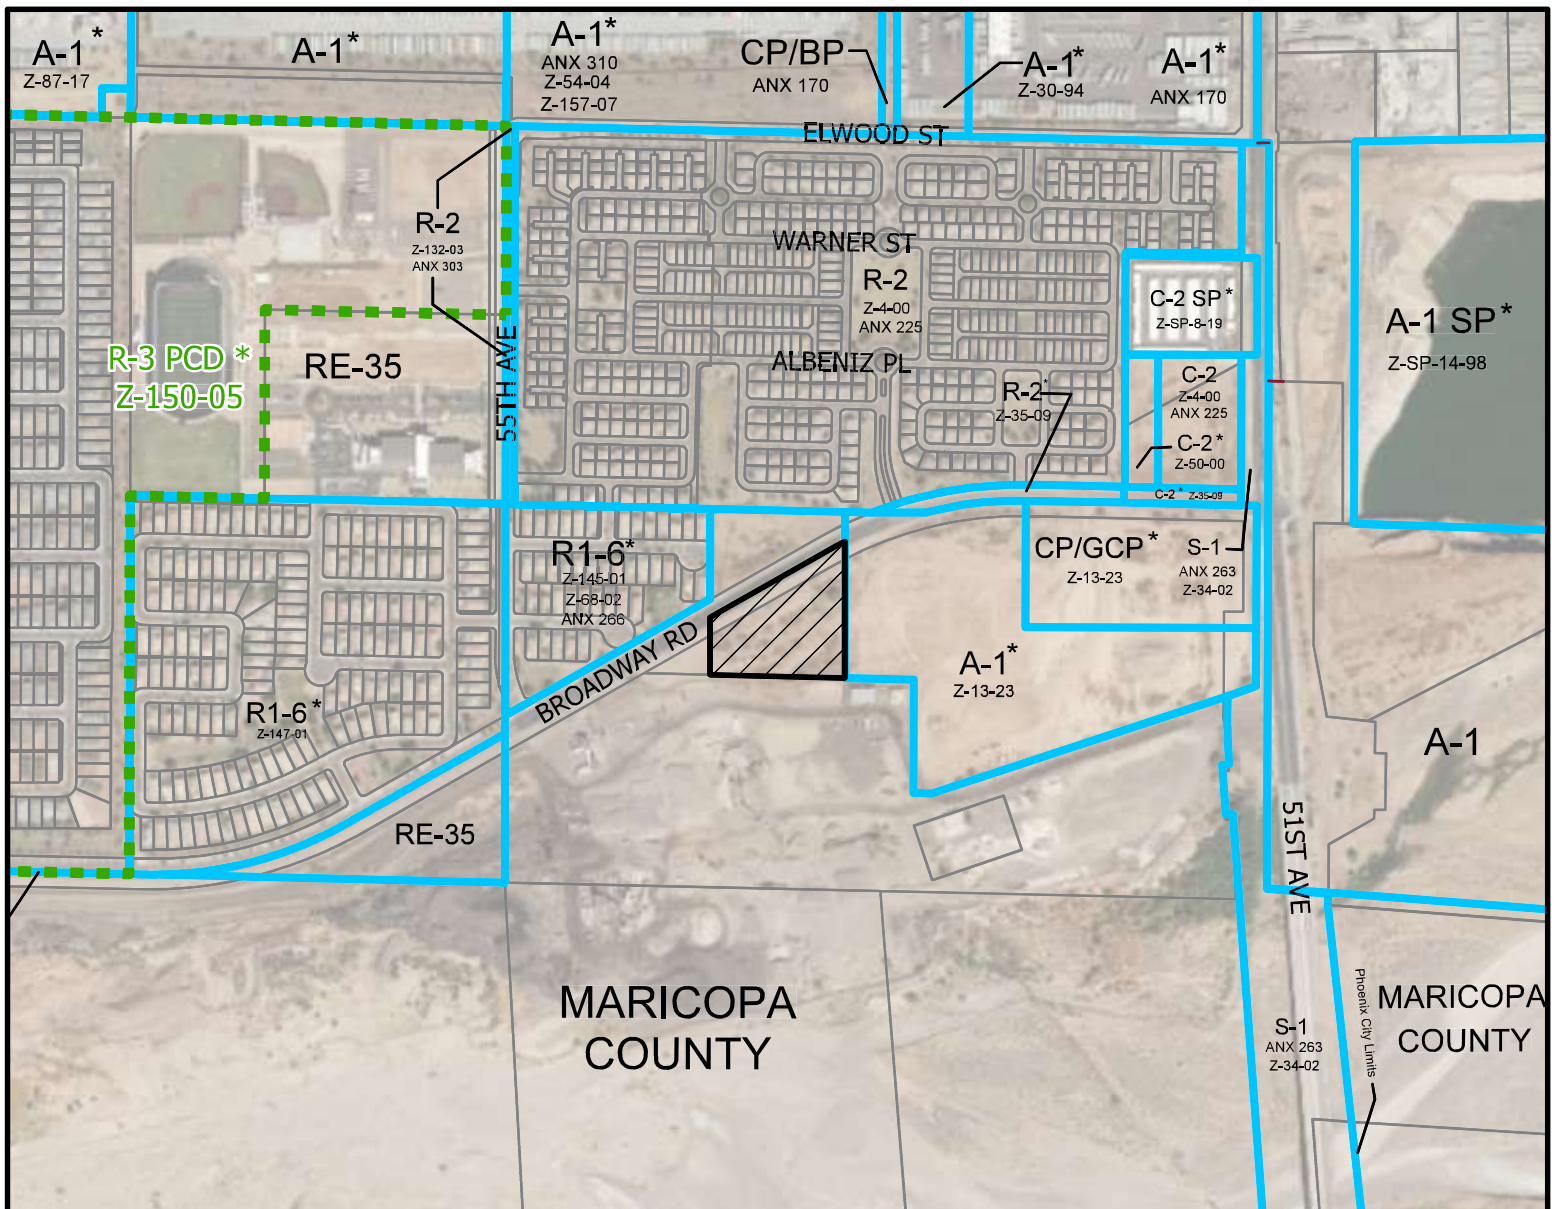 A-1*
Z-87-17
A-1*
A-1*
ANX 310
Z-54-04
Z-157-07
CP/BP
ANX 170
A-1*
Z-30-94
A-1*
ANX 170
ELWOOD ST
R-2
Z-132-03
ANX 303
WARNER ST
R-2
Z-4-00
ANX 225
ALBENIZ PL
C-2 SP*
Z-SP-8-19
A-1 SP*
Z-SP-14-98
R-3 PCD *
Z-150-05
RE-35
55TH AVE
R-2*
Z-35-09
C-2
Z-4-00
ANX 225
C-2*
Z-50-00
C-2* Z-35-09
R1-6*
Z-145-01
Z-68-02
ANX 266
CP/GCP*
Z-13-23
S-1
ANX 263
Z-34-02
BROADWAY RD
A-1*
Z-13-23
R1-6*
Z-147-01
A-1
RE-35
51ST AVE
MARICOPA
COUNTY
S-1
ANX 263
Z-34-02
Phoenix City Limits
MARICOPA
COUNTY